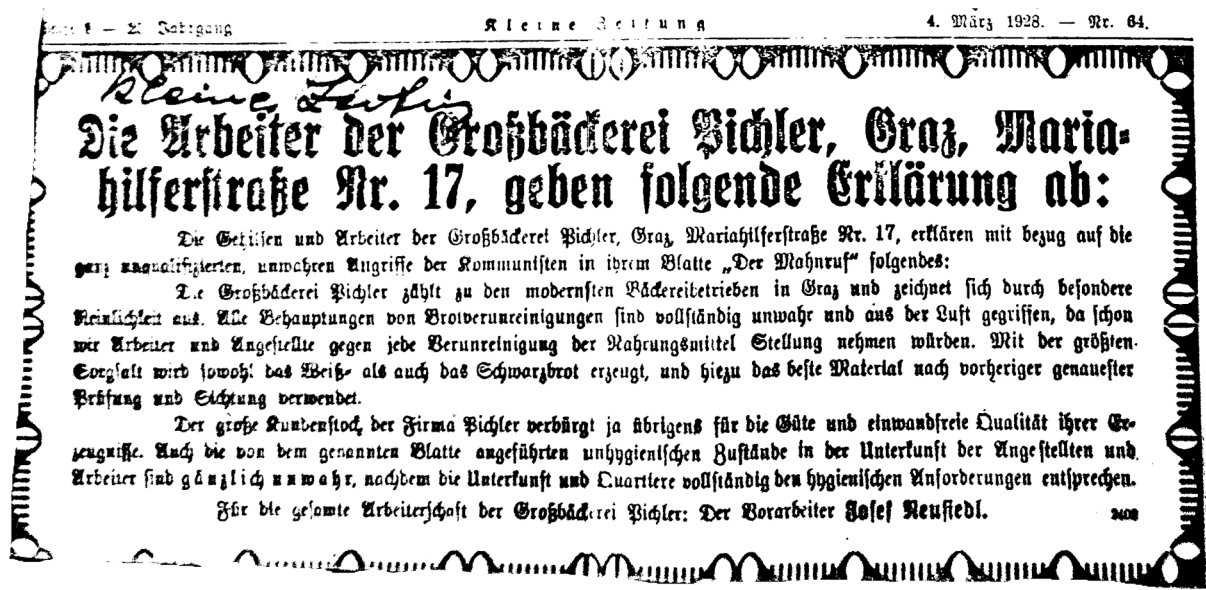 Jahrgang Kleine Zeitung 4. März 1928. — Nr. 64.
Kleine Zeitung
Die Arbeiter der Großbäckerei Pichler, Graz, Maria-
hilferstraße Nr. 17, geben folgende Erklärung ab:
Die Gehilfen und Arbeiter der Großbäckerei Pichler, Graz, Mariahilferstraße Nr. 17, erklären mit bezug auf die
ganz unqualifizierten, unwahren Angriffe der Kommunisten in ihrem Blatte „Der Mahnruf“ folgendes:
Die Großbäckerei Pichler zählt zu den modernsten Bäckereibetrieben in Graz und zeichnet sich durch besondere
Reinlichkeit aus. Alle Behauptungen von Brotverunreinigungen sind vollständig unwahr und aus der Luft gegriffen, da schon
wir Arbeiter und Angestellte gegen jede Verunreinigung der Nahrungsmittel Stellung nehmen würden. Mit der größten
Sorgfalt wird sowohl das Weiß- als auch das Schwarzbrot erzeugt, und hiezu das beste Material nach vorheriger genauester
Prüfung und Sichtung verwendet.
Der große Kundenstock der Firma Pichler verbürgt ja übrigens für die Güte und einwandfreie Qualität ihrer Er-
zeugnisse. Auch die von dem genannten Blatte angeführten unhygienischen Zustände in der Unterkunft der Angestellten und
Arbeiter sind gänzlich unwahr, nachdem die Unterkunft und Quartiere vollständig den hygienischen Anforderungen entsprechen.
Für die gesamte Arbeiterschaft der Großbäckerei Pichler: Der Vorarbeiter Josef Neusiedl. 2402